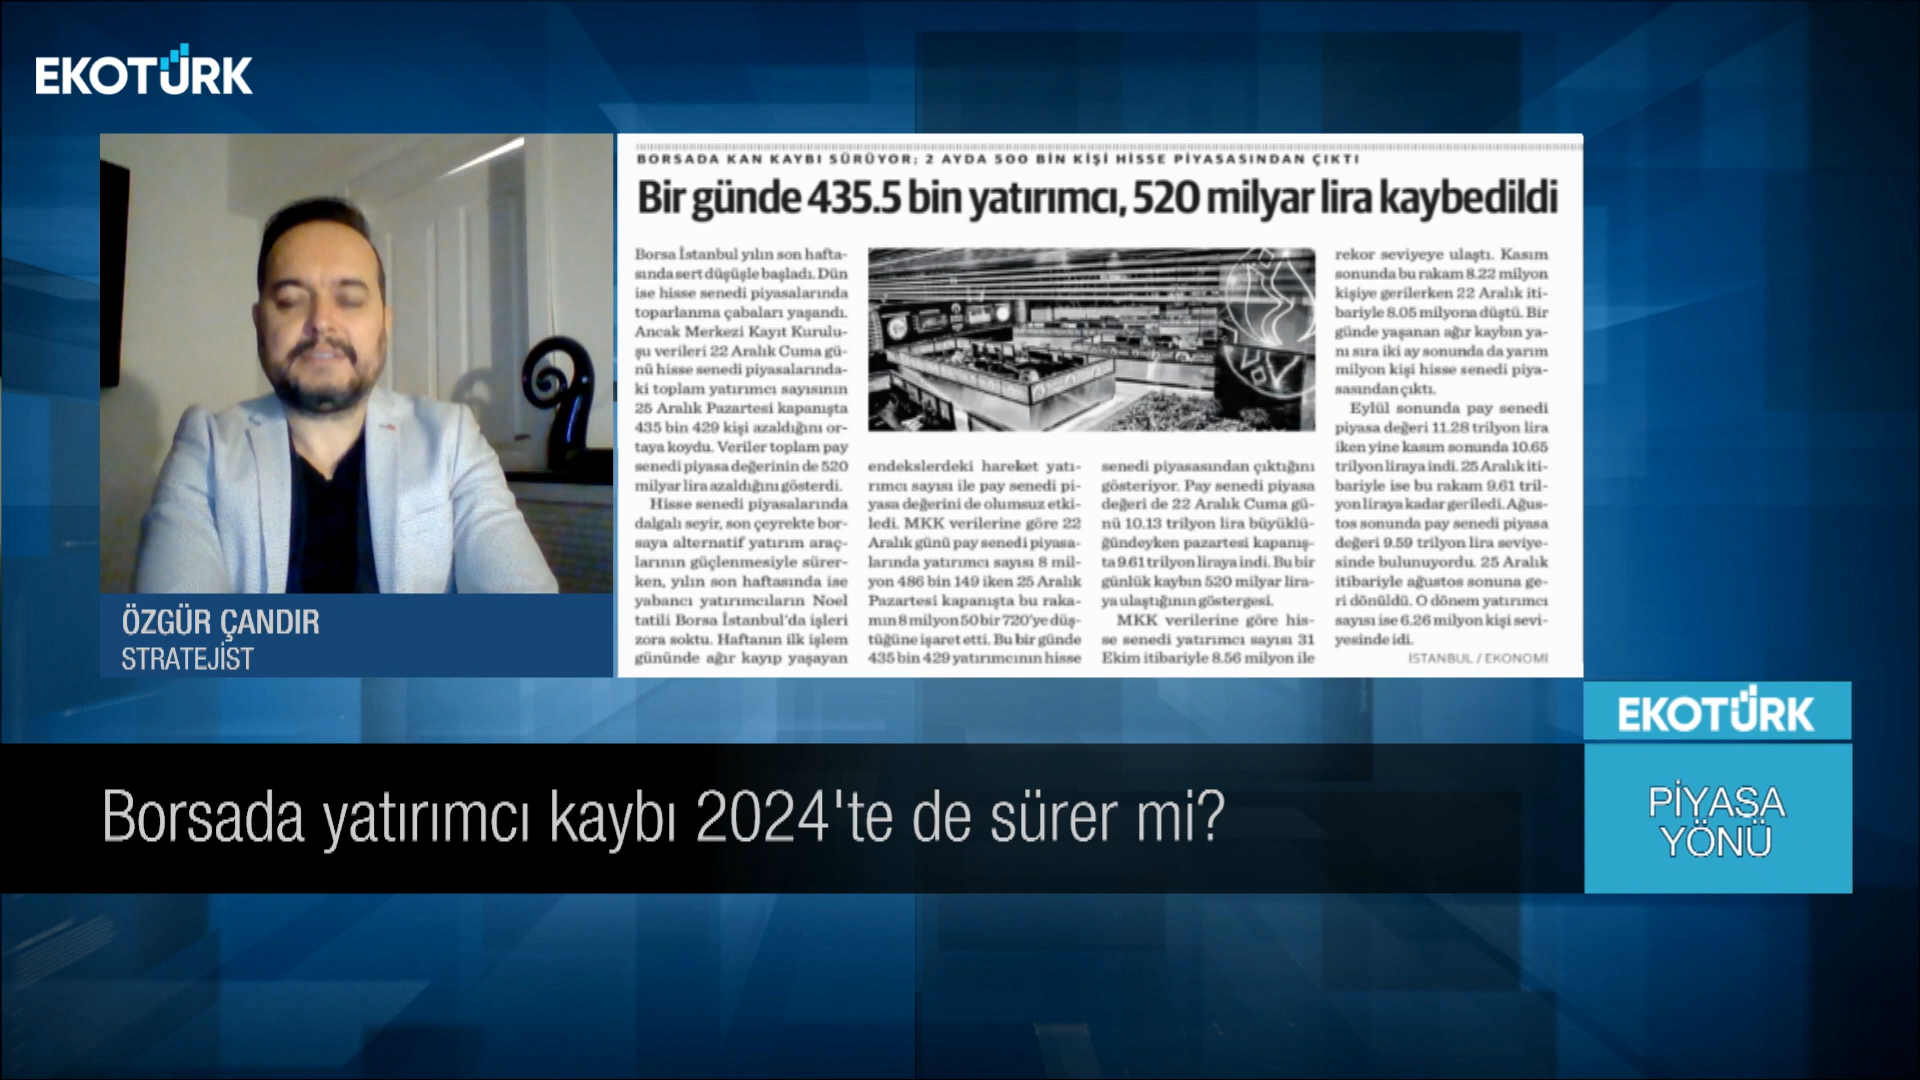 EKOTÜRK
BORSADA KAN KAYBI SÜRÜYOR; 2 AYDA 500 BİN KİŞİ HİSSE PİYASASINDAN ÇIKTI
Bir günde 435.5 bin yatırımcı, 520 milyar lira kaybedildi
Borsa İstanbul yılın son hafta-
sında sert düşüşle başladı. Dün
ise hisse senedi piyasalarında
toparlanma çabaları yaşandı.
Ancak Merkezi Kayıt Kurulu-
şu verileri 22 Aralık Cuma gü-
nü hisse senedi piyasalarında-
ki toplam yatırımcı sayısının
25 Aralık Pazartesi kapanışta
435 bin 429 kişi azaldığını or-
taya koydu. Veriler toplam pay
senedi piyasa değerinin de 520
milyar lira azaldığını gösterdi.
Hisse senedi piyasalarında
dalgalı seyir, son çeyrekte bor-
saya alternatif yatırım araç-
larının güçlenmesiyle sürer-
ken, yılın son haftasında ise
yabancı yatırımcıların Noel
tatili Borsa İstanbul'da işleri
zora soktu. Haftanın ilk işlem
gününde ağır kayıp yaşayan
endekslerdeki hareket yatı-
rımcı sayısı ile pay senedi pi-
yasa değerini de olumsuz etki-
ledi. MKK verilerine göre 22
Aralık günü pay senedi piyasa-
larında yatırımcı sayısı 8 mil-
yon 486 bin 149 iken 25 Aralık
Pazartesi kapanışta bu raka-
mın 8 milyon 50 bir 720'ye düş-
tüğüne işaret etti. Bu bir günde
435 bin 429 yatırımcının hisse
senedi piyasasından çıktığını
gösteriyor. Pay senedi piyasa
değeri de 22 Aralık Cuma gü-
nü 10.13 trilyon lira büyüklü-
ğündeyken pazartesi kapanış-
ta 9.61 trilyon liraya indi. Bu bir
günlük kaybın 520 milyar lira-
ya ulaştığının göstergesi.
MKK verilerine göre his-
se senedi yatırımcı sayısı 31
Ekim itibariyle 8.56 milyon ile
rekor seviyeye ulaştı. Kasım
sonunda bu rakam 8.22 milyon
kişiye gerilerken 22 Aralık iti-
bariyle 8.05 milyona düştü. Bir
günde yaşanan ağır kaybın ya-
nı sıra iki ay sonunda da yarım
milyon kişi hisse senedi piya-
sasından çıktı.
Eylül sonunda pay senedi
piyasa değeri 11.28 trilyon lira
iken yine kasım sonunda 10.65
trilyon liraya indi. 25 Aralık iti-
bariyle ise bu rakam 9.61 tril-
yon liraya kadar geriledi. Ağus-
tos sonunda pay senedi piyasa
değeri 9.59 trilyon lira seviye-
sinde bulunuyordu. 25 Aralık
itibariyle ağustos sonuna ge-
ri dönüldü. O dönem yatırımcı
sayısı ise 6.26 milyon kişi sevi-
yesinde idi.
İSTANBUL / EKONOMİ
ÖZGÜR ÇANDIR
STRATEJİST
EKOTÜRK
Borsada yatırımcı kaybı 2024'te de sürer mi?
PİYASA
YÖNÜ